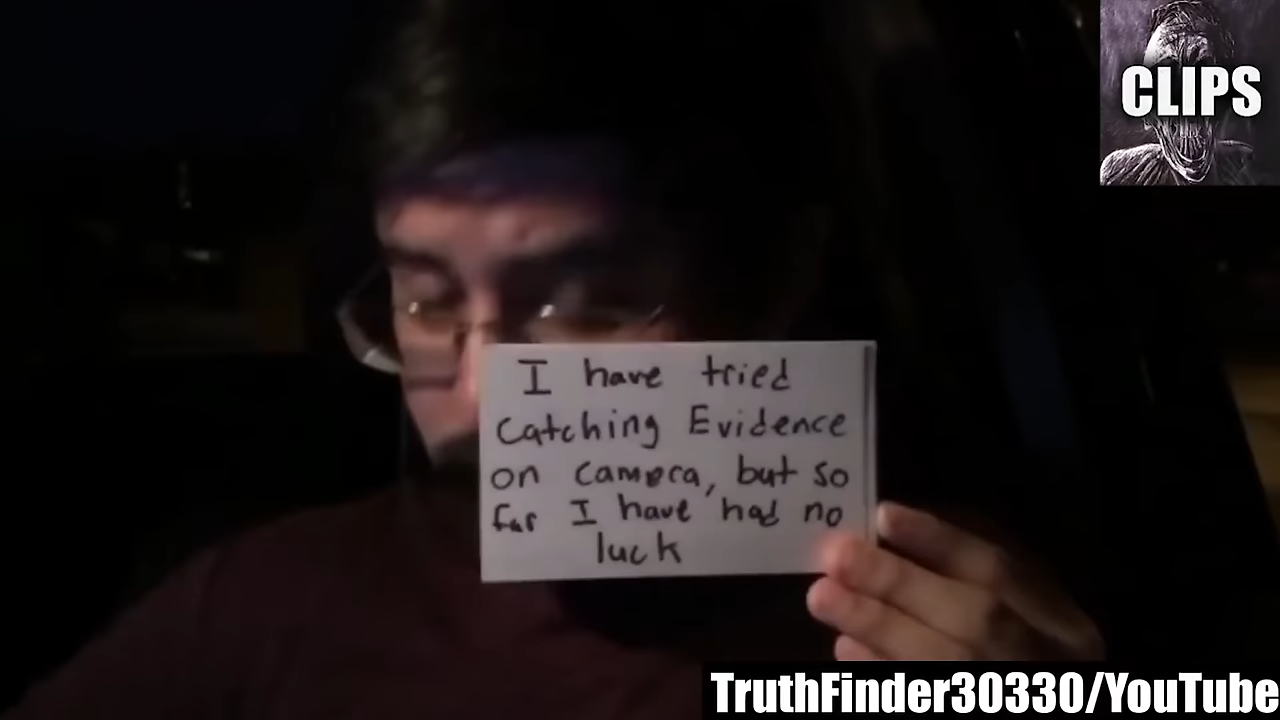 CLIPS
I have tried
Catching Evidence
on camera, but so
far I have had no
luck
TruthFinder30330/YouTube